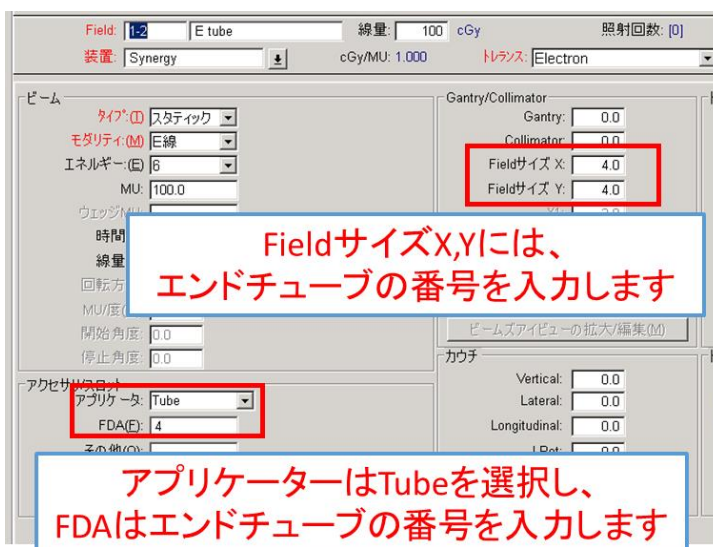 Field: 1-2 E tube 線量: 100 cGy 照射回数: [0]
装置: Synergy cGy/MU: 1.000 トレランス: Electron
ビーム
タイプ:(T) スタティック
モダリティ:(M) E線
エネルギー:(E) 6
MU: 100.0
ウェッジMU:
時間
線量
回転方
MU/度(
開始角度: 0.0
停止角度: 0.0
Gantry/Collimator
Gantry: 0.0
Collimator: 0.0
Fieldサイズ X: 4.0
Fieldサイズ Y: 4.0
FieldサイズX,Yには、
エンドチューブの番号を入力します
ビームズアイビューの拡大/編集(M)
アクセサリ/スロット
アプリケータ: Tube
FDA(F): 4
その他(O):
カウチ
Vertical: 0.0
Lateral: 0.0
Longitudinal: 0.0
アプリケーターはTubeを選択し、
FDAはエンドチューブの番号を入力します